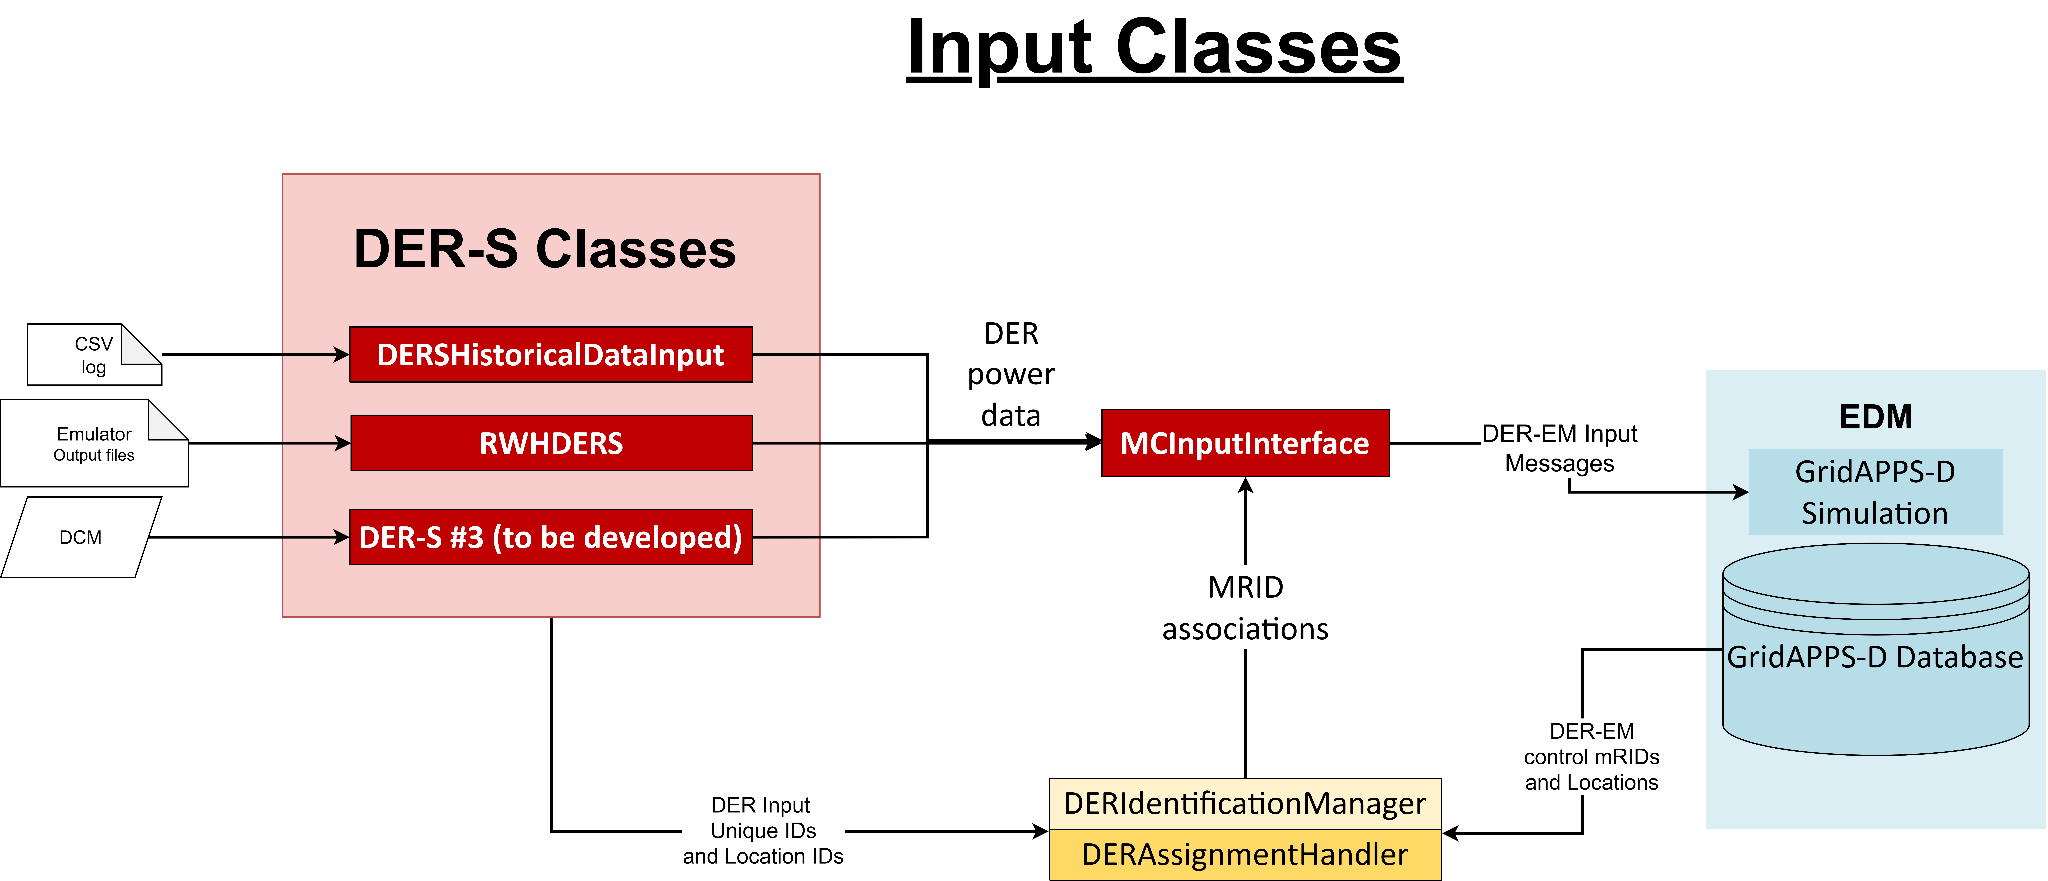 Input Classes
DER-S Classes
CSV
log
DERSHistoricalDataInput
Emulator
Output files
RWHDERS
DCM
DER-S #3 (to be developed)
DER
power
data
MCInputInterface
DER-EM Input
Messages
EDM
GridAPPS-D
Simulation
GridAPPS-D Database
MRID
associations
DER-EM
control mRIDs
and Locations
DER Input
Unique IDs
and Location IDs
DERIdentificationManager
DERAssignmentHandler